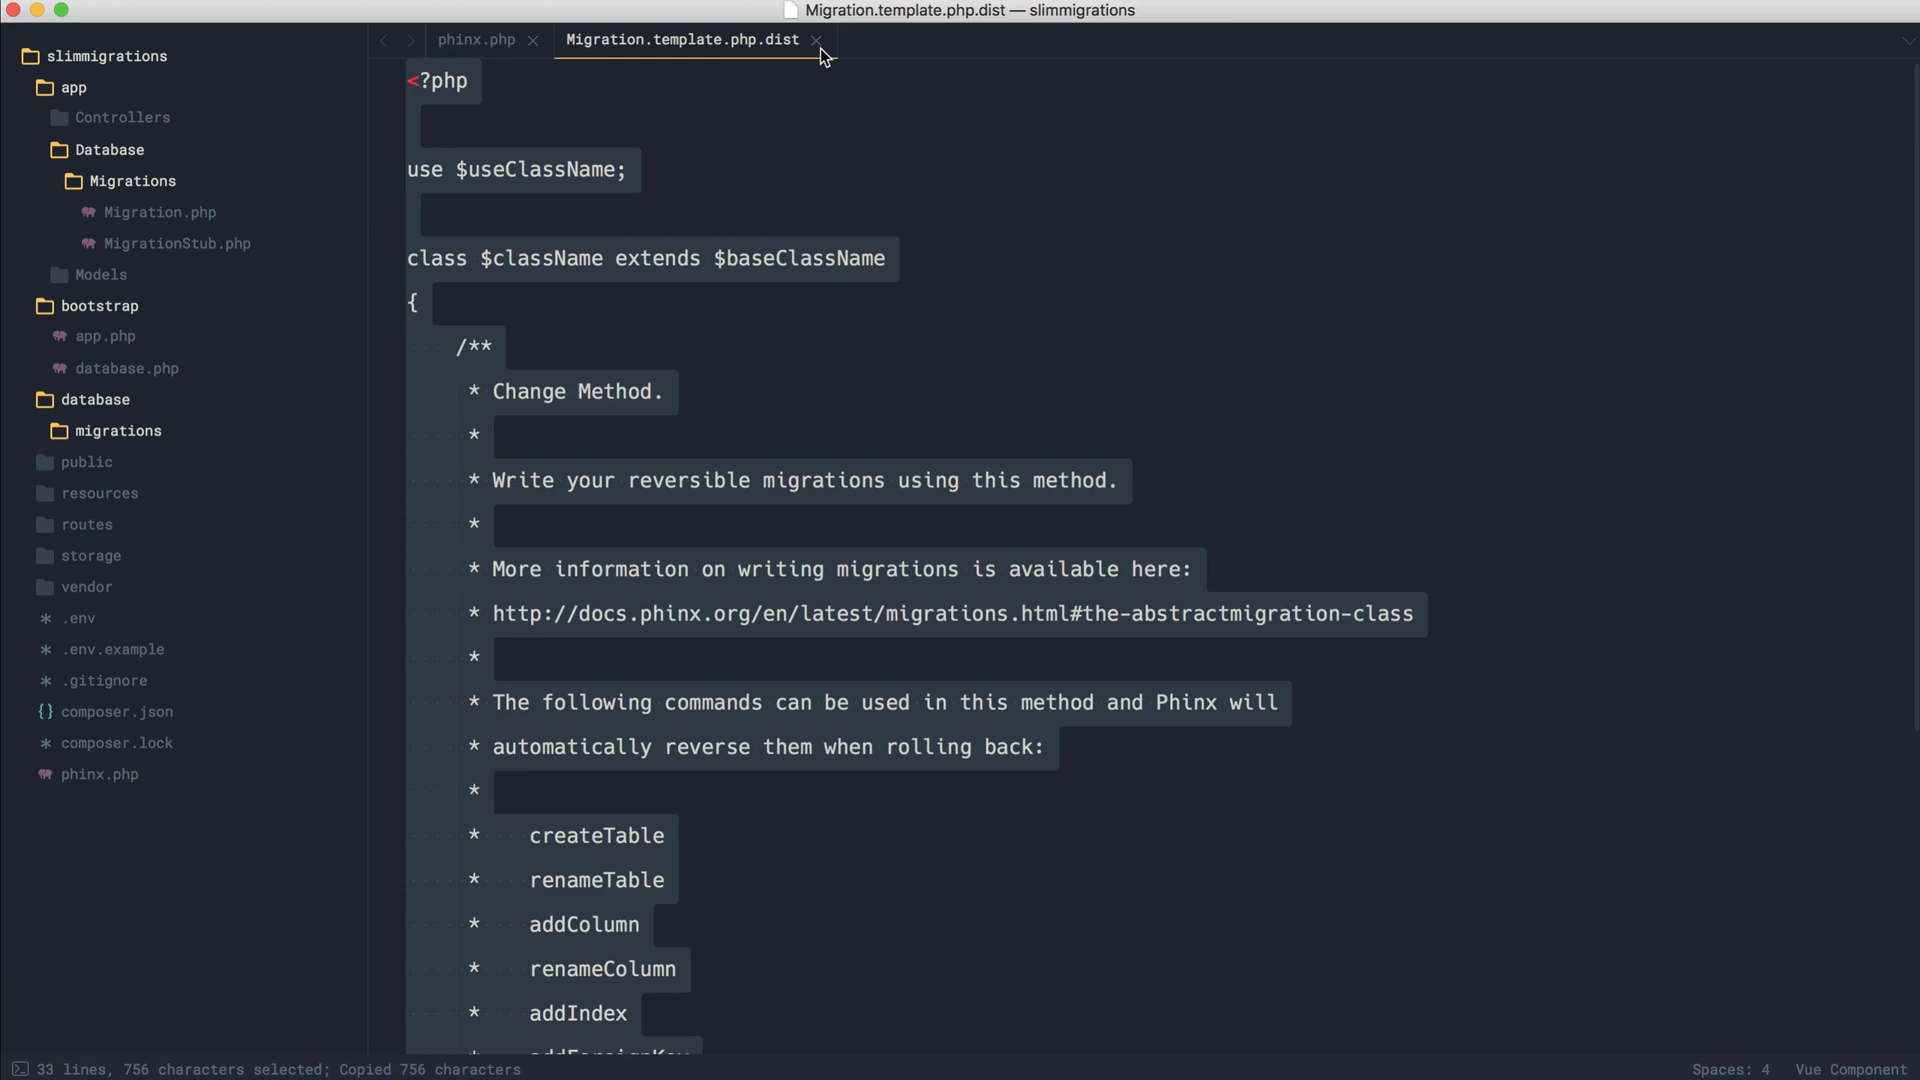 Migration.template.php.dist — slimmigrations
slimmigrations
app
Controllers
Database
Migrations
Migration.php
MigrationStub.php
Models
bootstrap
app.php
database.php
database
migrations
public
resources
routes
storage
vendor
.env
.env.example
.gitignore
composer.json
composer.lock
phinx.php
phinx.php
Migration.template.php.dist
<?php
use $useClassName;
class $className extends $baseClassName
{
/**
* Change Method.
*
* Write your reversible migrations using this method.
*
* More information on writing migrations is available here:
* http://docs.phinx.org/en/latest/migrations.html#the-abstractmigration-class
*
* The following commands can be used in this method and Phinx will
* automatically reverse them when rolling back:
*
* createTable
* renameTable
* addColumn
* renameColumn
* addIndex
* addForeignKey
33 lines, 756 characters selected; Copied 756 characters
Spaces: 4
Vue Component